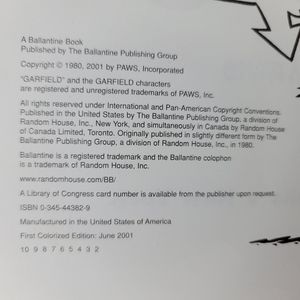 A Ballantine Book
Published by The Ballantine Publishing Group
Copyright © 1980, 2001 by PAWS, Incorporated
"GARFIELD" and the GARFIELD characters
are registered and unregistered trademarks of PAWS, Inc.
All rights reserved under International and Pan-American Copyright Conventions.
Published in the United States by The Ballantine Publishing Group, a division of
Random House, Inc., New York, and simultaneously in Canada by Random House
of Canada Limited, Toronto. Originally published in slightly different form by The
Ballantine Publishing Group, a division of Random House, Inc., in 1980.
Ballantine is a registered trademark and the Ballantine colophon
is a trademark of Random House, Inc.
www.randomhouse.com/BB/
A Library of Congress card number is available from the publisher upon request.
ISBN 0-345-44382-9
Manufactured in the United States of America
First Colorized Edition: June 2001
10 9 8 7 6 5 4 3 2